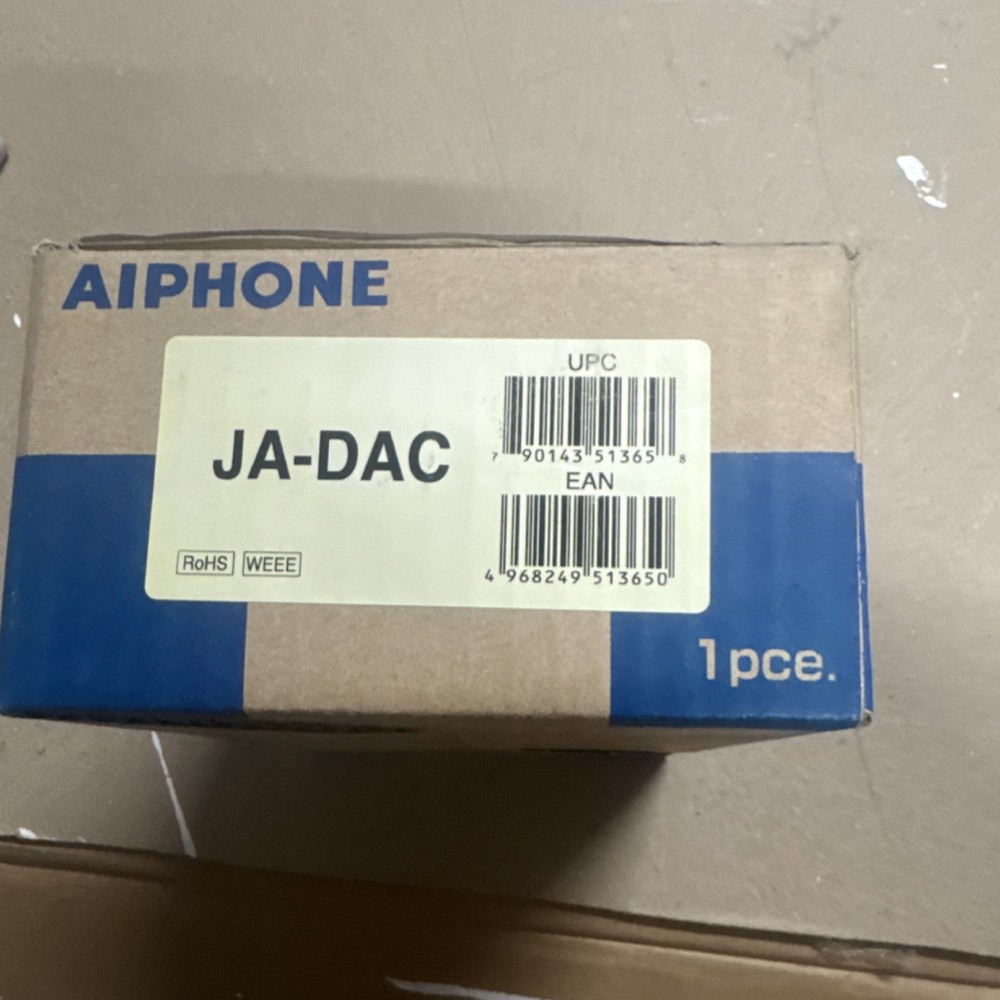 AIPHONE
JA-DAC
RoHS WEEE
UPC
7 90143 51365 8
EAN
4 968249 513650
1pce.